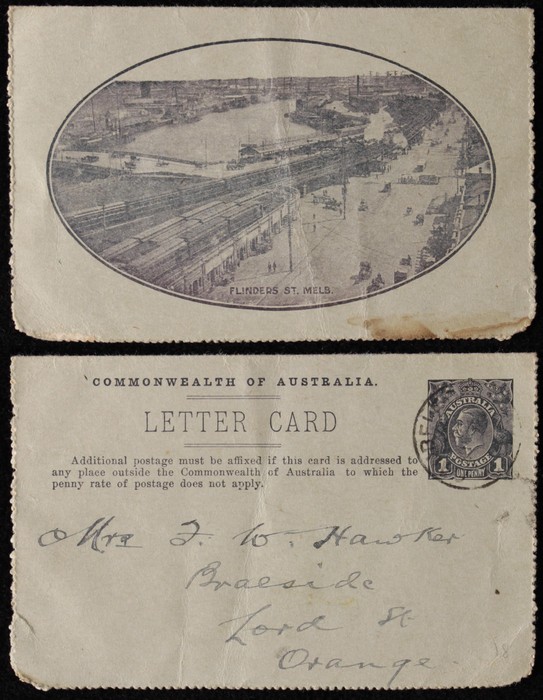 FLINDERS ST. MELB.
COMMONWEALTH OF AUSTRALIA.
LETTER CARD
Additional postage must be affixed if this card is addressed to
any place outside the Commonwealth of Australia to which the
penny rate of postage does not apply.
AUSTRALIA
POSTAGE
1 ONE PENNY 1
Mrs F. W. Hawker
Braeside
Lord St
Orange.